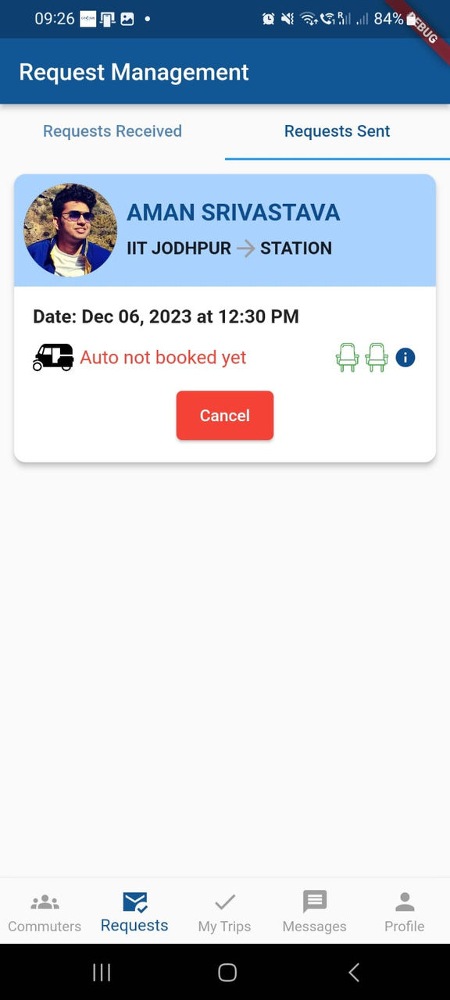 09:26
84%
DEBUG
Request Management
Requests Received
Requests Sent
AMAN SRIVASTAVA
IIT JODHPUR → STATION
Date: Dec 06, 2023 at 12:30 PM
Auto not booked yet
Cancel
Commuters
Requests
My Trips
Messages
Profile